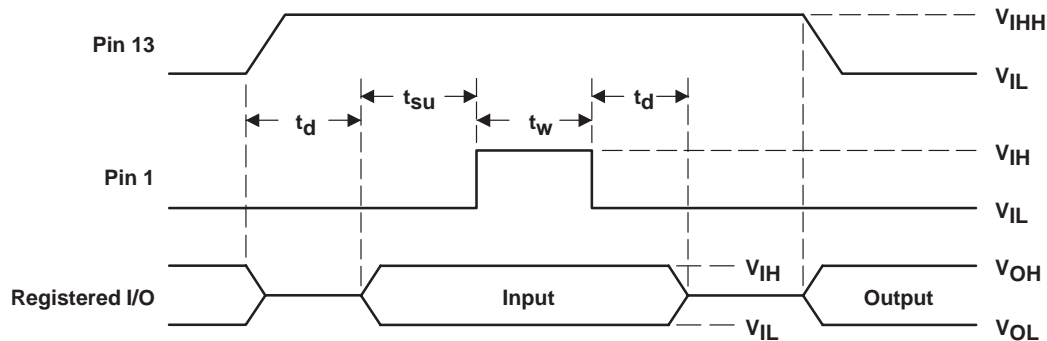 Pin 13
VIHH
VIL
tsu
td
td
tw
VIH
Pin 1
VIL
VIH
VOH
Registered I/O
Input
Output
VIL
VOL